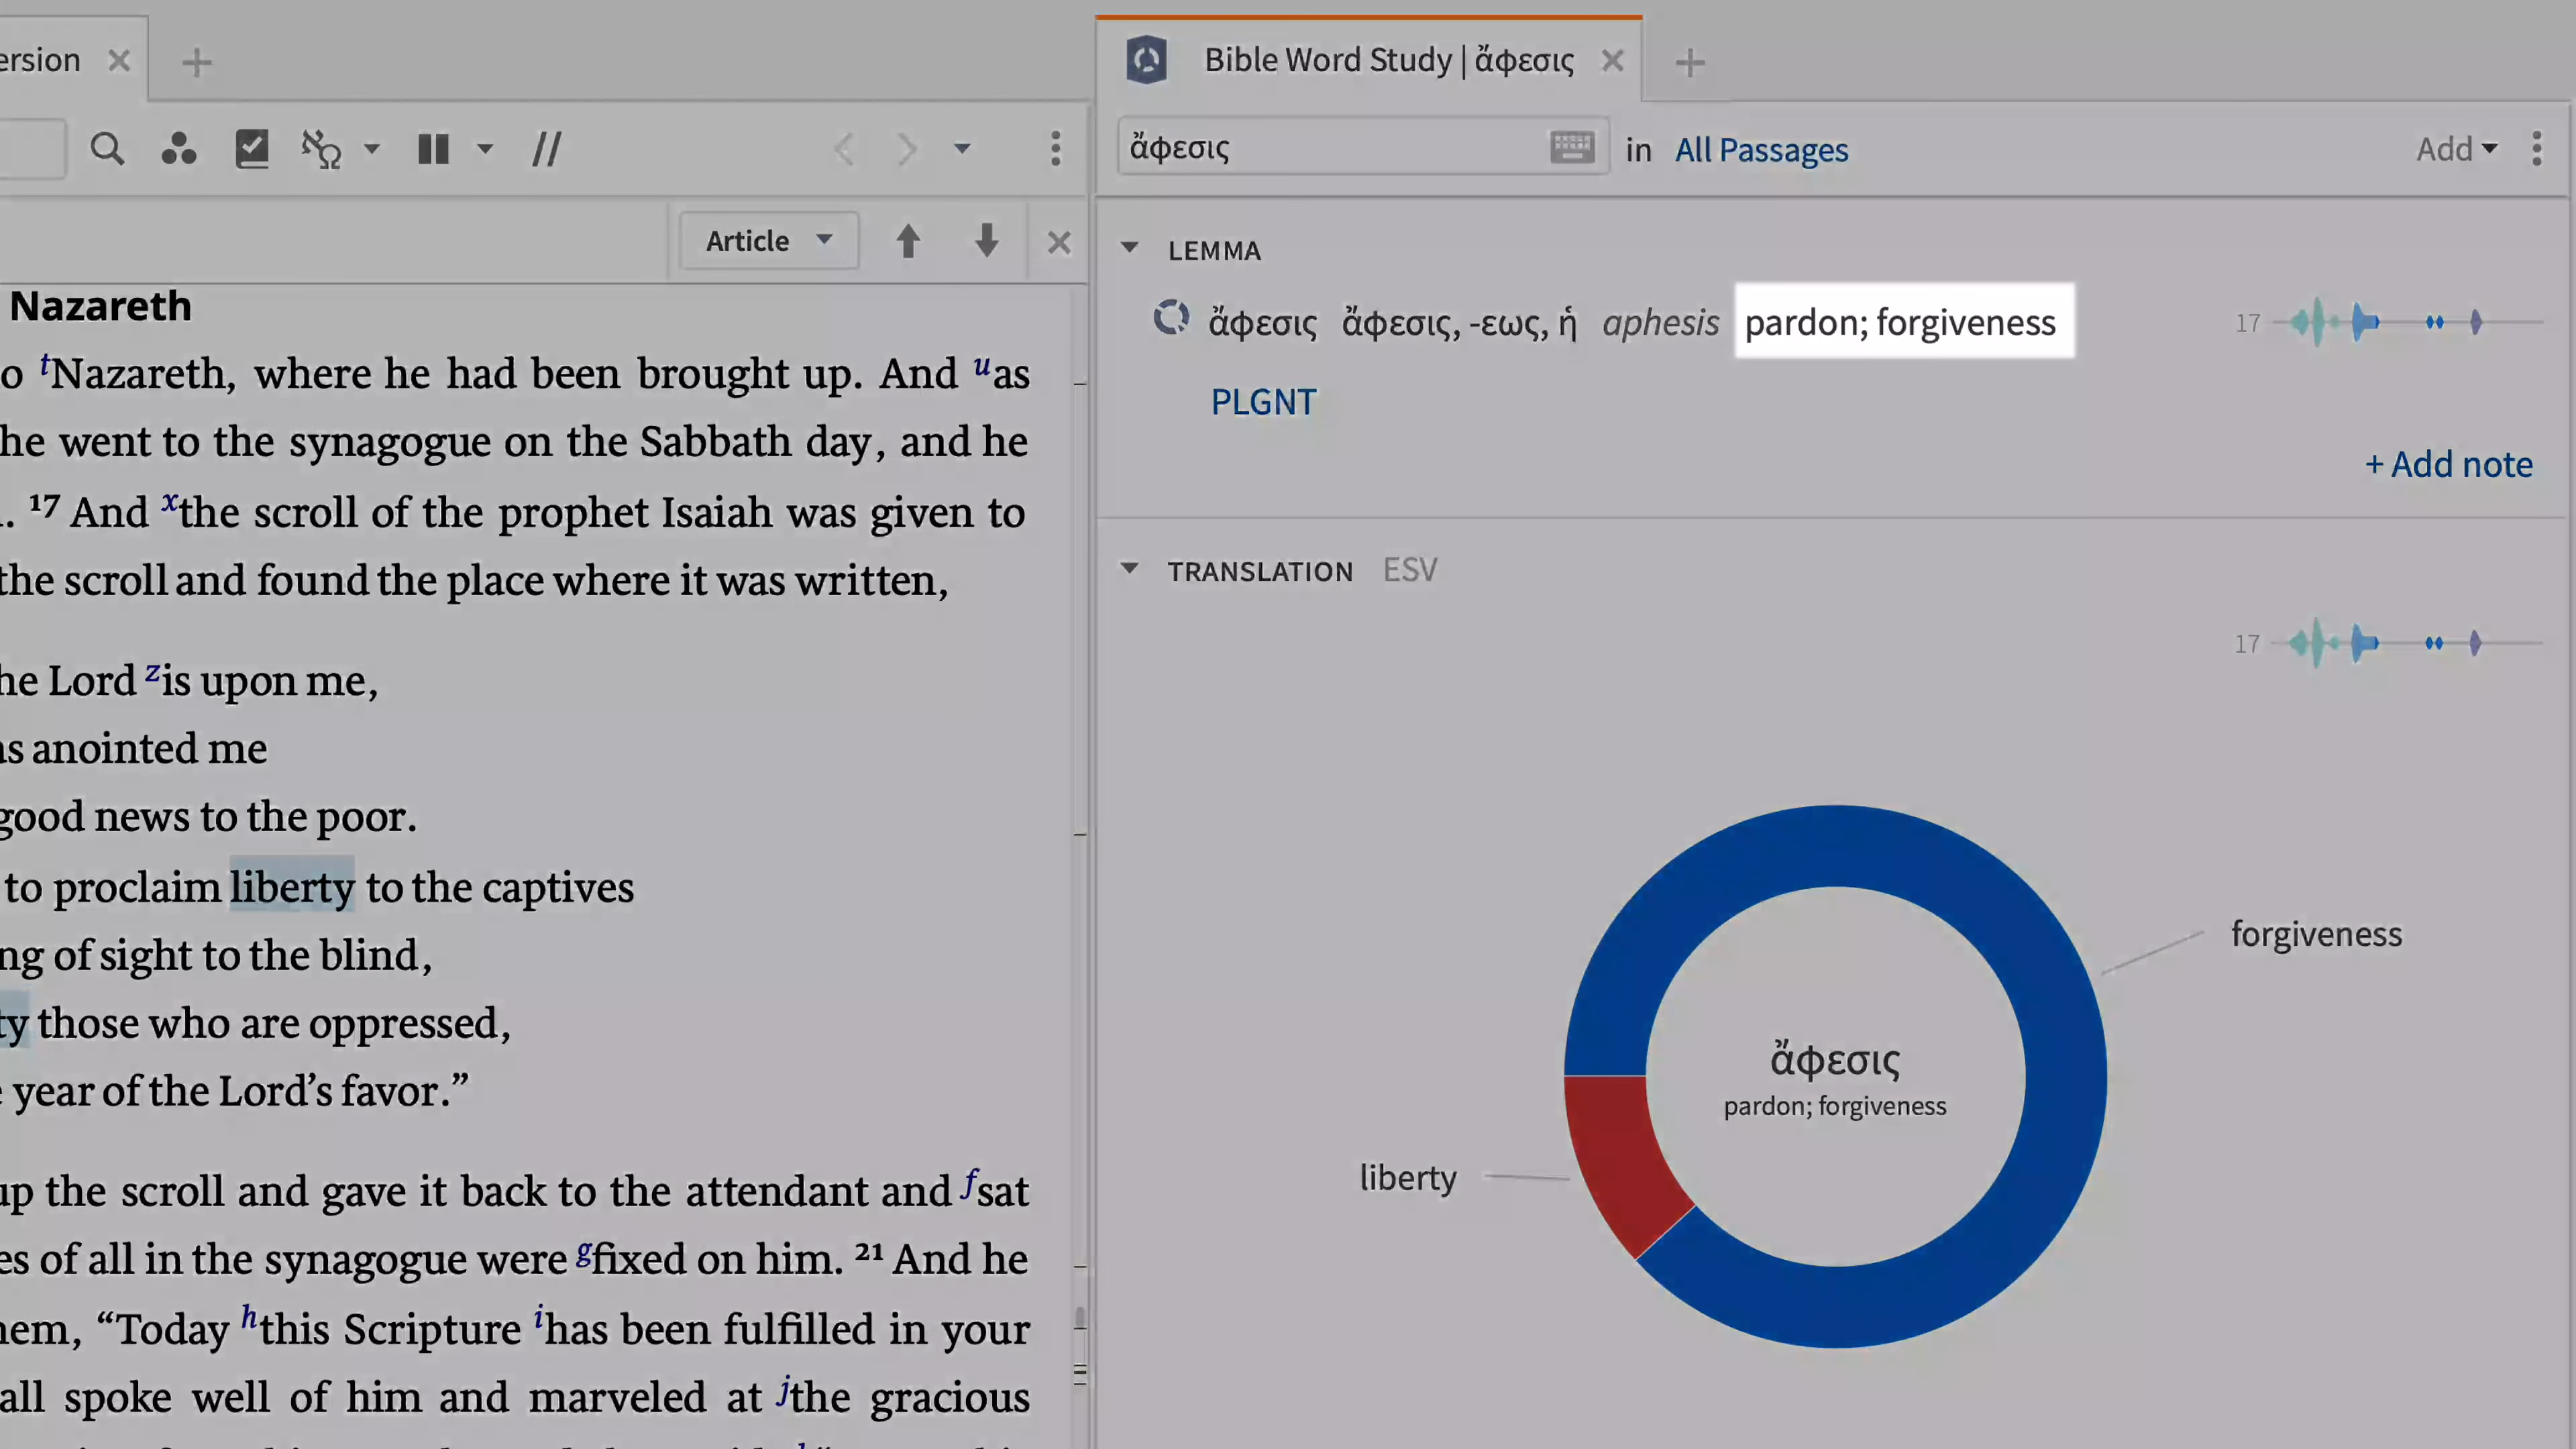 ersion
Bible Word Study | ἄφεσις
ἄφεσις in All Passages Add
Article
Nazareth
o tNazareth, where he had been brought up. And uas
he went to the synagogue on the Sabbath day, and he
. 17 And xthe scroll of the prophet Isaiah was given to
the scroll and found the place where it was written,
he Lord zis upon me,
as anointed me
good news to the poor.
to proclaim liberty to the captives
ng of sight to the blind,
ty those who are oppressed,
e year of the Lord’s favor.”
up the scroll and gave it back to the attendant and fsat
es of all in the synagogue were gfixed on him. 21 And he
hem, “Today hthis Scripture ihas been fulfilled in your
all spoke well of him and marveled at jthe gracious
LEMMA
ἄφεσις ἄφεσις, -εως, ἡ aphesis pardon; forgiveness 17
PLGNT
+ Add note
TRANSLATION ESV
17
forgiveness
ἄφεσις
pardon; forgiveness
liberty